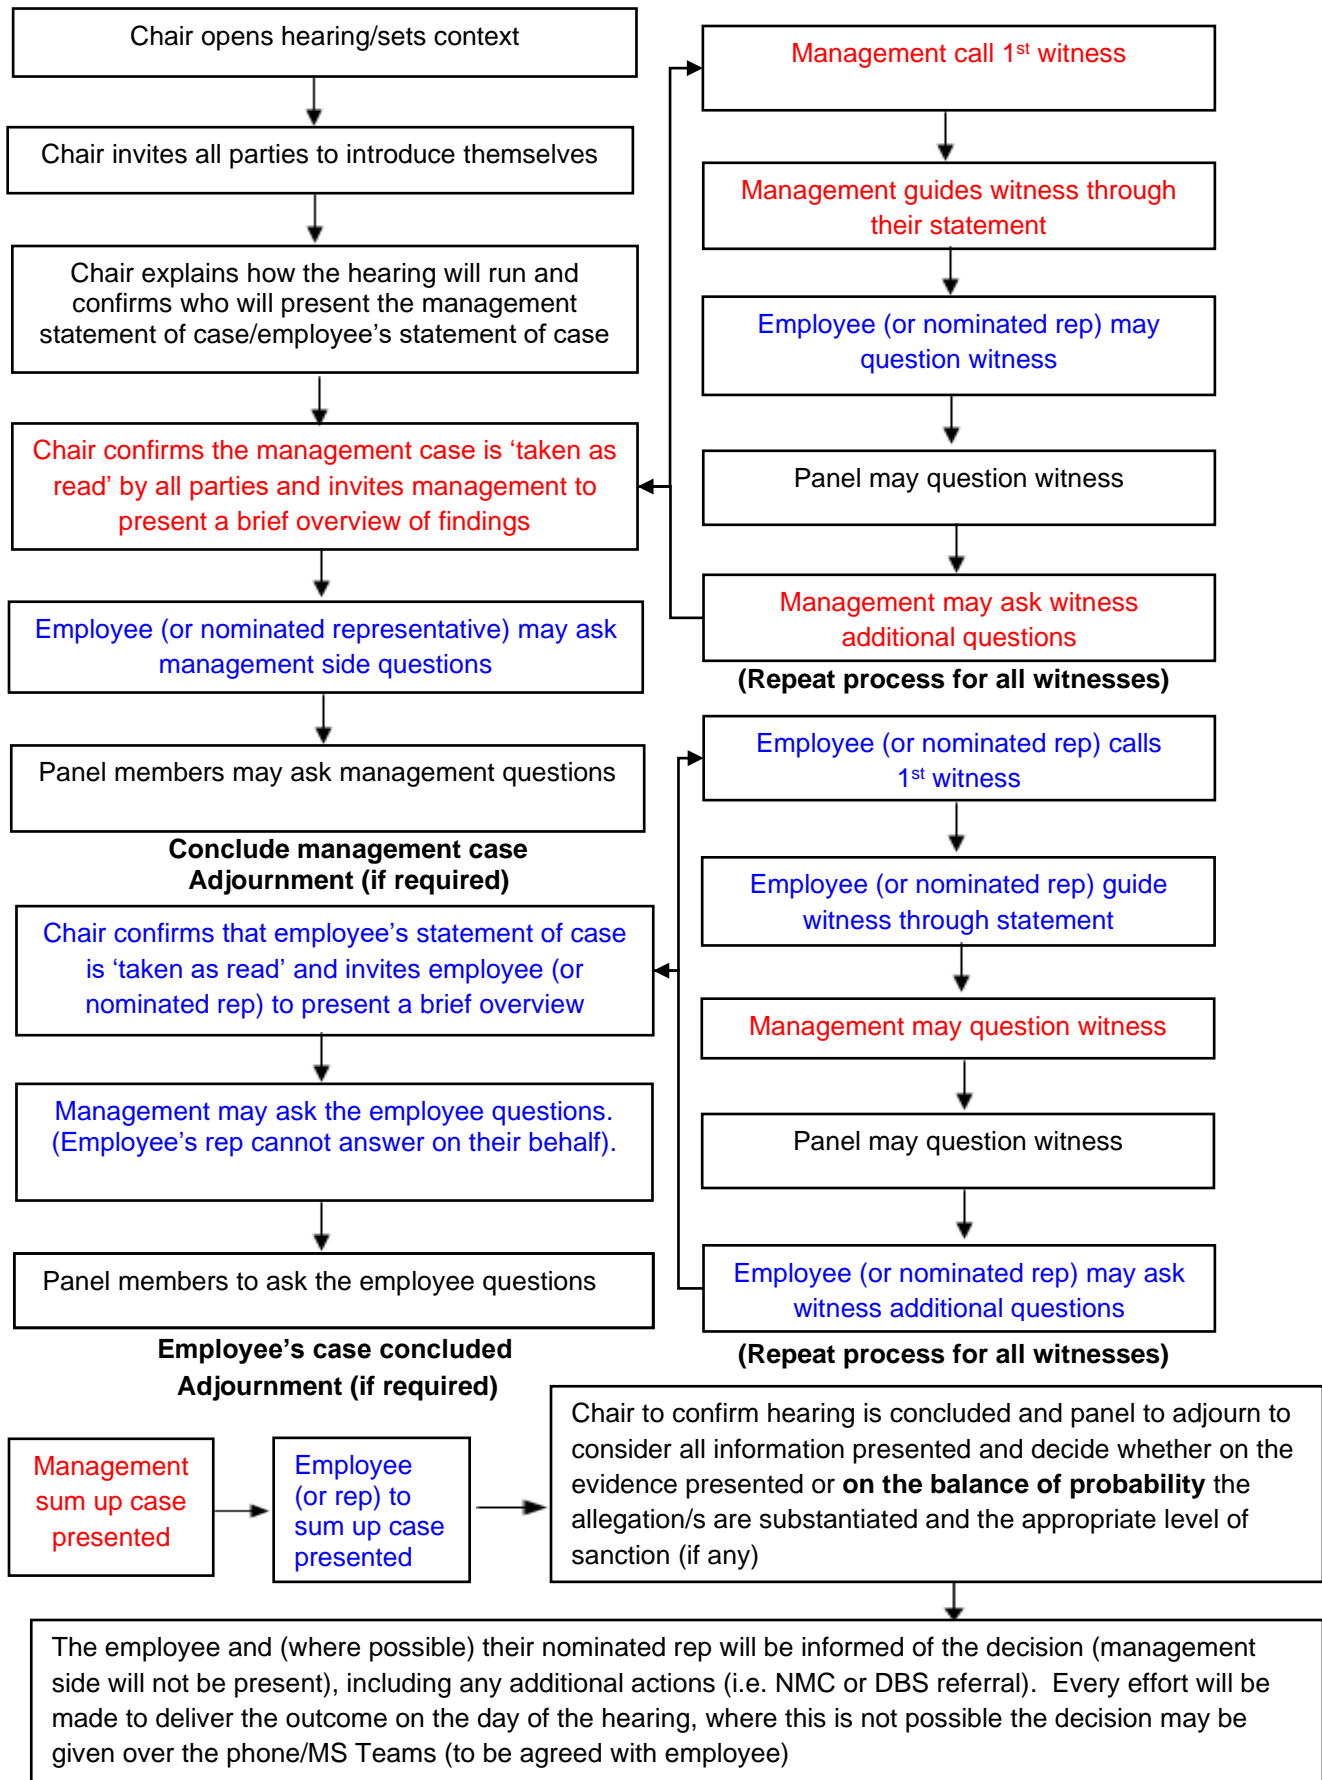 Chair opens hearing/sets context
Chair invites all parties to introduce themselves
Chair explains how the hearing will run and
confirms who will present the management
statement of case/employee’s statement of case
Chair confirms the management case is ‘taken as
read’ by all parties and invites management to
present a brief overview of findings
Employee (or nominated representative) may ask
management side questions
Panel members may ask management questions
Conclude management case
Adjournment (if required)
Management call 1st witness
Management guides witness through
their statement
Employee (or nominated rep) may
question witness
Panel may question witness
Management may ask witness
additional questions
(Repeat process for all witnesses)
Chair confirms that employee’s statement of case
is ‘taken as read’ and invites employee (or
nominated rep) to present a brief overview
Management may ask the employee questions.
(Employee’s rep cannot answer on their behalf).
Panel members to ask the employee questions
Employee’s case concluded
Adjournment (if required)
Employee (or nominated rep) calls
1st witness
Employee (or nominated rep) guide
witness through statement
Management may question witness
Panel may question witness
Employee (or nominated rep) may ask
witness additional questions
(Repeat process for all witnesses)
Management
sum up case
presented
Employee
(or rep) to
sum up case
presented
Chair to confirm hearing is concluded and panel to adjourn to
consider all information presented and decide whether on the
evidence presented or on the balance of probability the
allegation/s are substantiated and the appropriate level of
sanction (if any)
The employee and (where possible) their nominated rep will be informed of the decision (management
side will not be present), including any additional actions (i.e. NMC or DBS referral).  Every effort will be
made to deliver the outcome on the day of the hearing, where this is not possible the decision may be
given over the phone/MS Teams (to be agreed with employee)